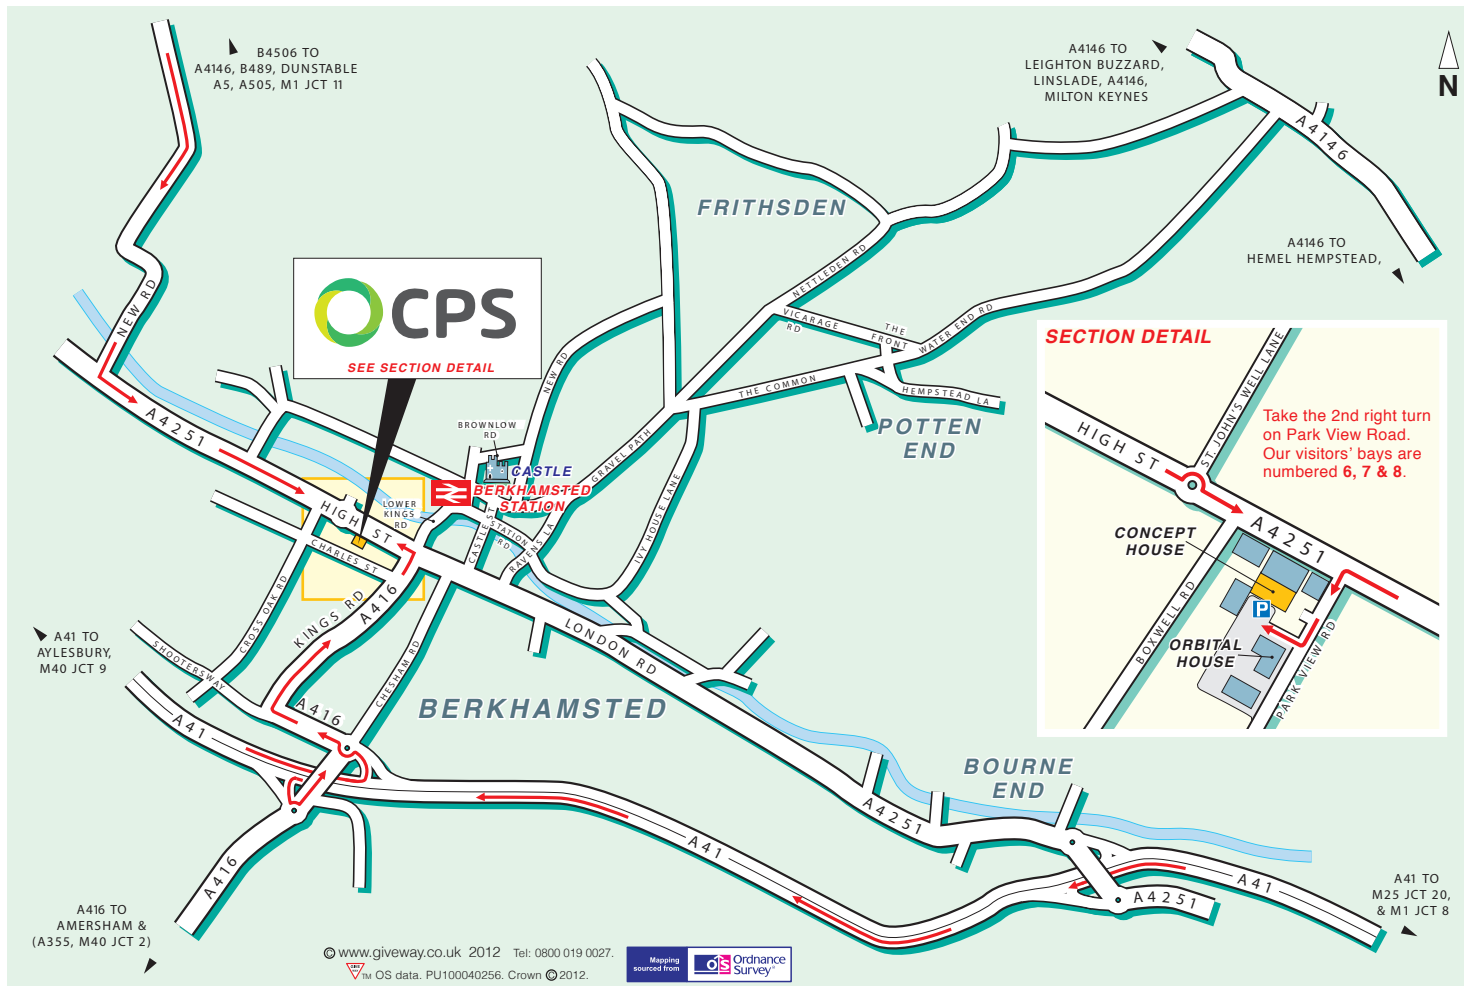 B4506 TO
A4146, B489, DUNSTABLE
A5, A505, M1 JCT 11
A4146 TO
LEIGHTON BUZZARD,
LINSLADE, A4146,
MILTON KEYNES
N
A4146
FRITHSDEN
A4146 TO
HEMEL HEMPSTEAD,
NETTLEDEN RD
NEW RD
CPS
SEE SECTION DETAIL
VICARAGE
RD
THE
FRONT
WATER END RD
THE COMMON
HEMPSTEAD LA
POTTEN
END
NEW RD
A4251
BROWNLOW
RD
CASTLE
BERKHAMSTED
STATION
GRAVEL PATH
IVY HOUSE LANE
LOWER
KINGS
RD
HIGH ST
CASTLE ST
STATION
RD
RAVENS LA
CHARLES ST
CROSS OAK RD
KINGS RD
A416
LONDON RD
CHESHAM RD
SHOOTERSWAY
A41 TO
AYLESBURY,
M40 JCT 9
BERKHAMSTED
A416
A41
BOURNE
END
A4251
A41
A41
A4251
A416
A41 TO
M25 JCT 20,
& M1 JCT 8
A416 TO
AMERSHAM &
(A355, M40 JCT 2)
SECTION DETAIL
ST. JOHN'S WELL LANE
Take the 2nd right turn
on Park View Road.
Our visitors' bays are
numbered 6, 7 & 8.
HIGH ST
A4251
CONCEPT
HOUSE
P
BOXWELL RD
ORBITAL
HOUSE
PARK VIEW RD
© www.giveway.co.uk 2012 Tel: 0800 019 0027.
TM OS data. PU100040256. Crown © 2012.
Mapping
sourced from
OS Ordnance
Survey®